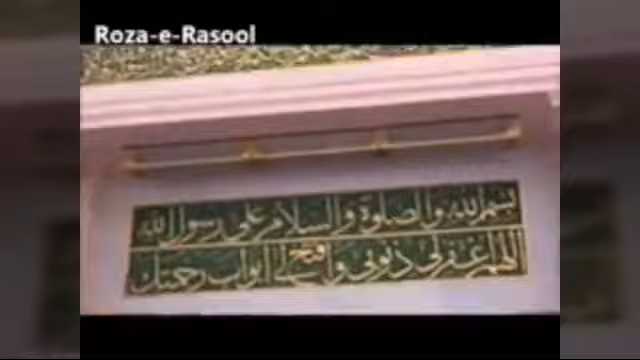 Roza-e-Rasool
بسم الله والصلوة والسلام على رسول الله
اللهم اغفر لي ذنوبي وافتح لي ابواب رحمتك